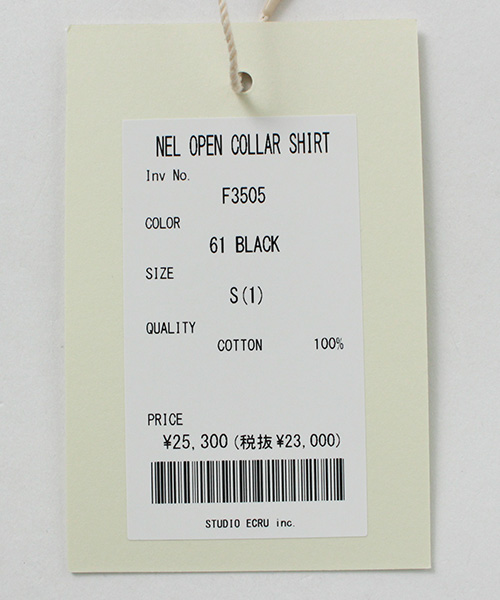 NEL OPEN COLLAR SHIRT
Inv No.
F3505
COLOR
61 BLACK
SIZE
S(1)
QUALITY
COTTON 100%
PRICE
¥25,300(税抜¥23,000)
STUDIO ECRU inc.